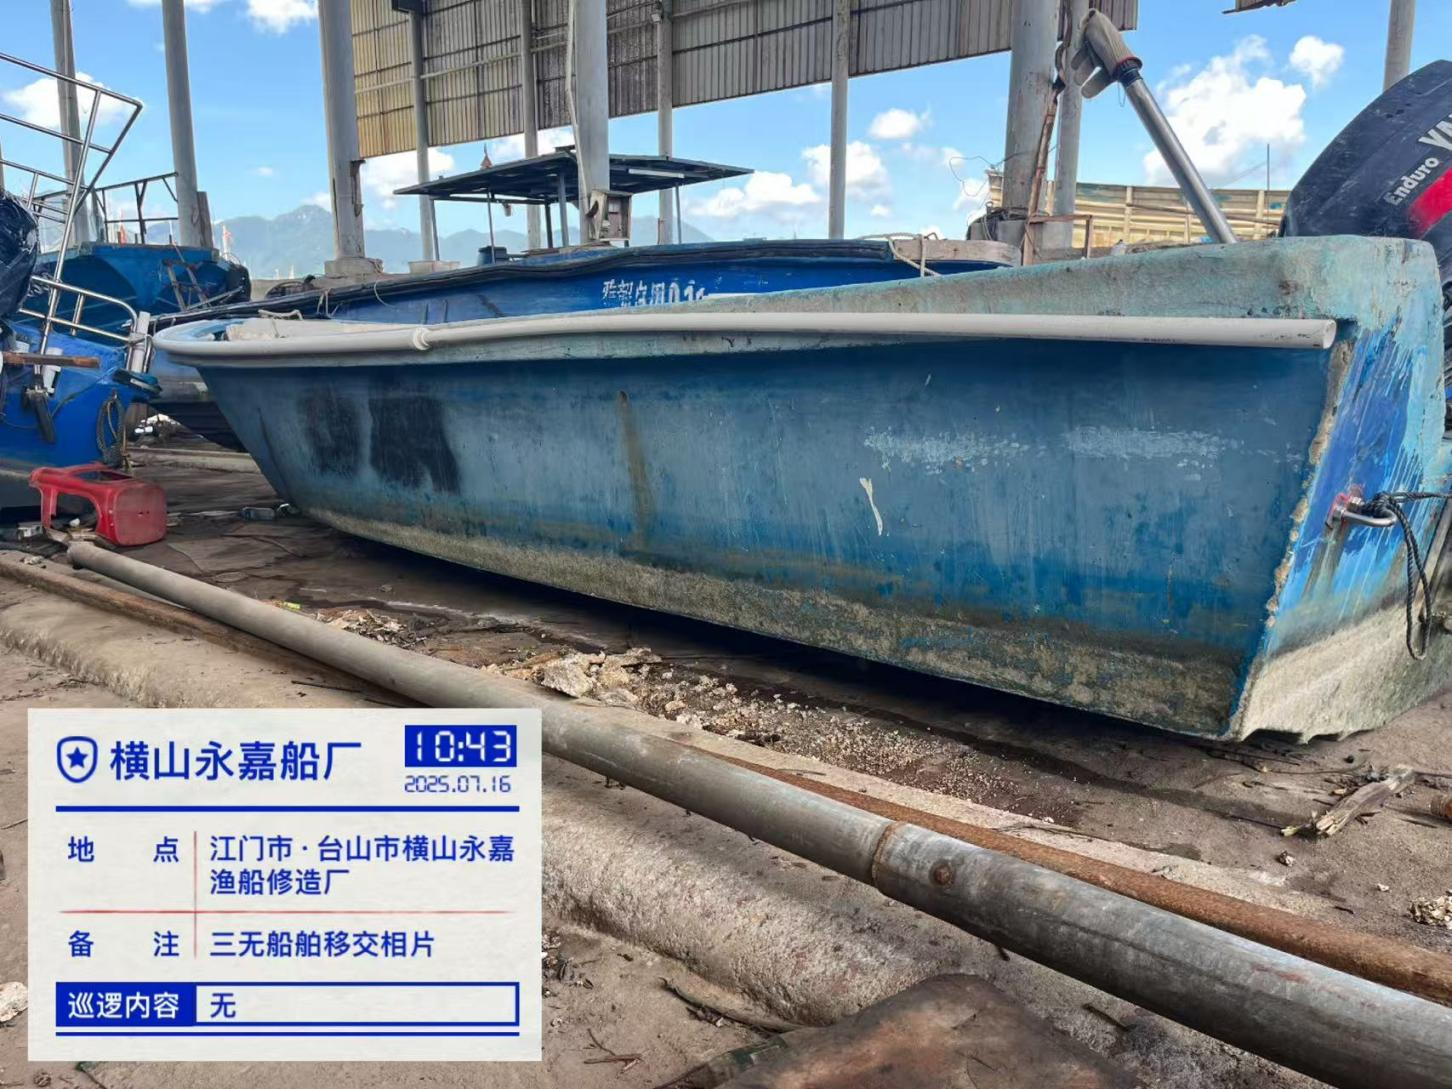 Enduro
横山永嘉船厂
10:43
2025.07.16
地 点
江门市·台山市横山永嘉
渔船修造厂
备 注
三无船舶移交相片
巡逻内容
无